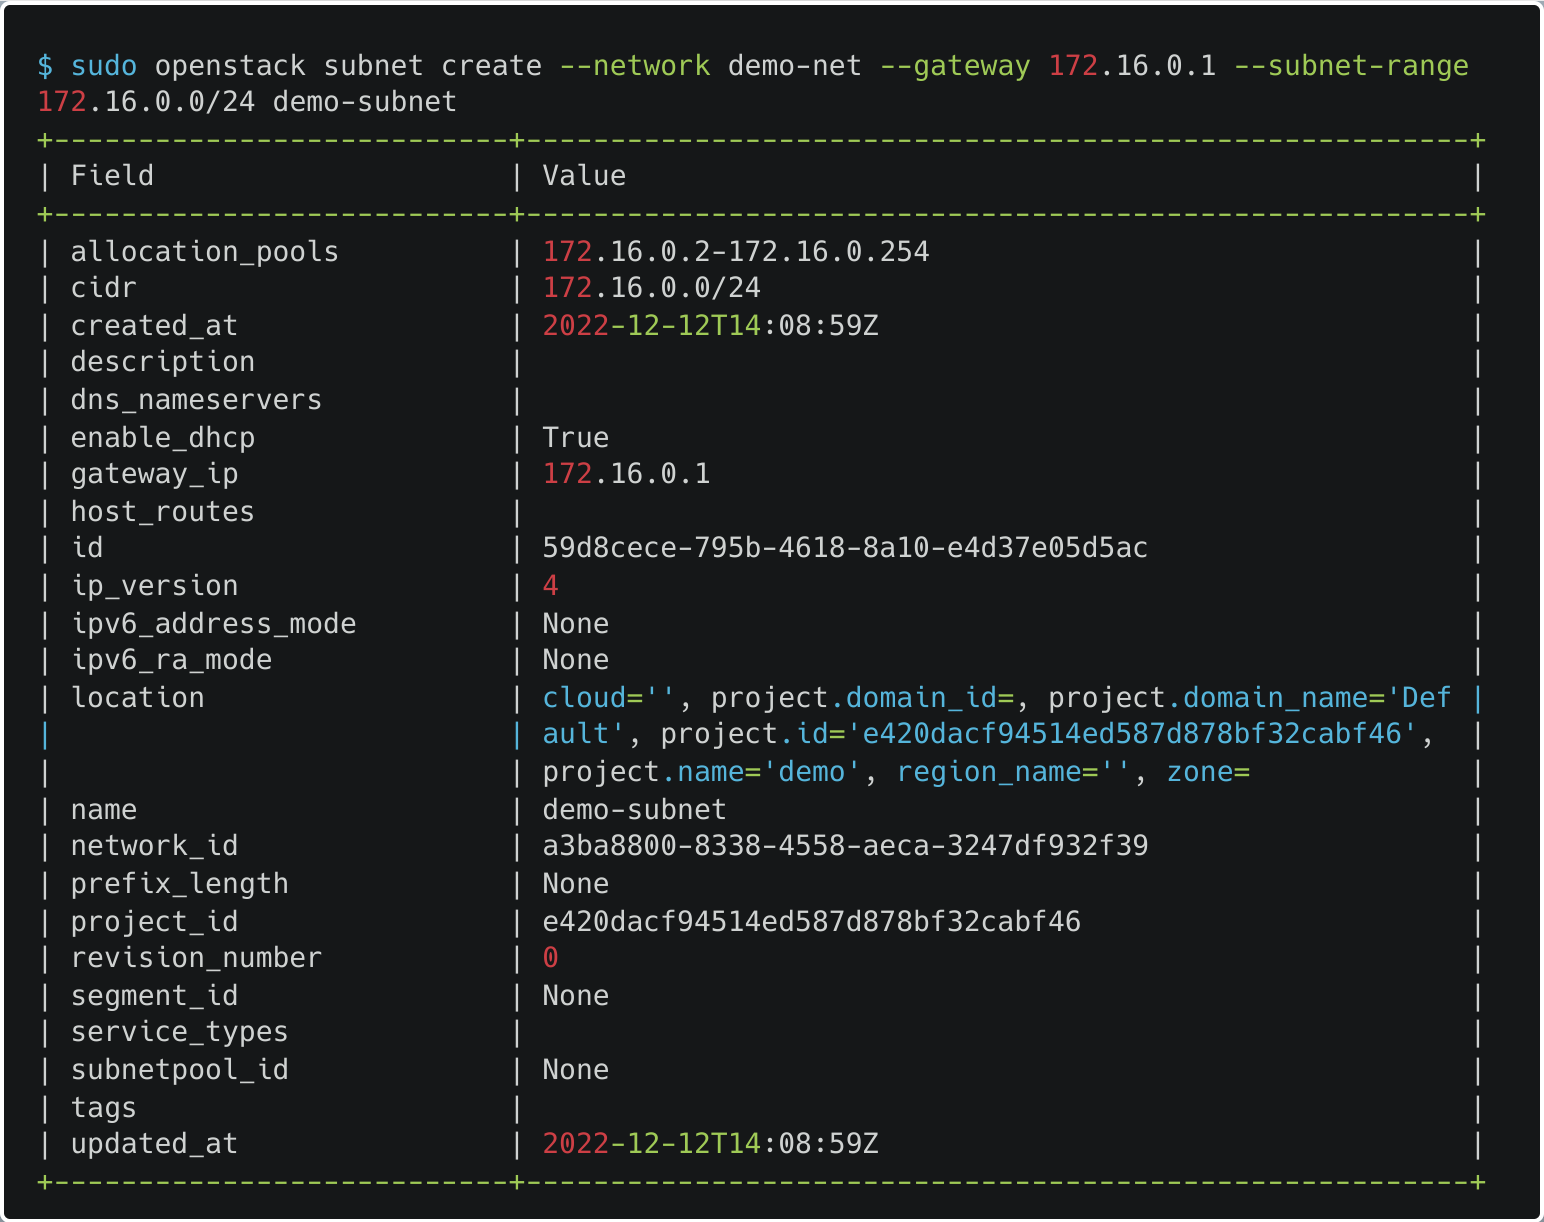 $ sudo openstack subnet create --network demo-net --gateway 172.16.0.1 --subnet-range
172.16.0.0/24 demo-subnet
+---------------------------+--------------------------------------------------------+
| Field                     | Value                                                  |
+---------------------------+--------------------------------------------------------+
| allocation_pools          | 172.16.0.2-172.16.0.254                                |
| cidr                      | 172.16.0.0/24                                          |
| created_at                | 2022-12-12T14:08:59Z                                   |
| description               |                                                        |
| dns_nameservers           |                                                        |
| enable_dhcp               | True                                                   |
| gateway_ip                | 172.16.0.1                                             |
| host_routes               |                                                        |
| id                        | 59d8cece-795b-4618-8a10-e4d37e05d5ac                   |
| ip_version                | 4                                                      |
| ipv6_address_mode         | None                                                   |
| ipv6_ra_mode              | None                                                   |
| location                  | cloud='', project.domain_id=, project.domain_name='Def |
|                           | ault', project.id='e420dacf94514ed587d878bf32cabf46',  |
|                           | project.name='demo', region_name='', zone=             |
| name                      | demo-subnet                                            |
| network_id                | a3ba8800-8338-4558-aeca-3247df932f39                   |
| prefix_length             | None                                                   |
| project_id                | e420dacf94514ed587d878bf32cabf46                       |
| revision_number           | 0                                                      |
| segment_id                | None                                                   |
| service_types             |                                                        |
| subnetpool_id             | None                                                   |
| tags                      |                                                        |
| updated_at                | 2022-12-12T14:08:59Z                                   |
+---------------------------+--------------------------------------------------------+